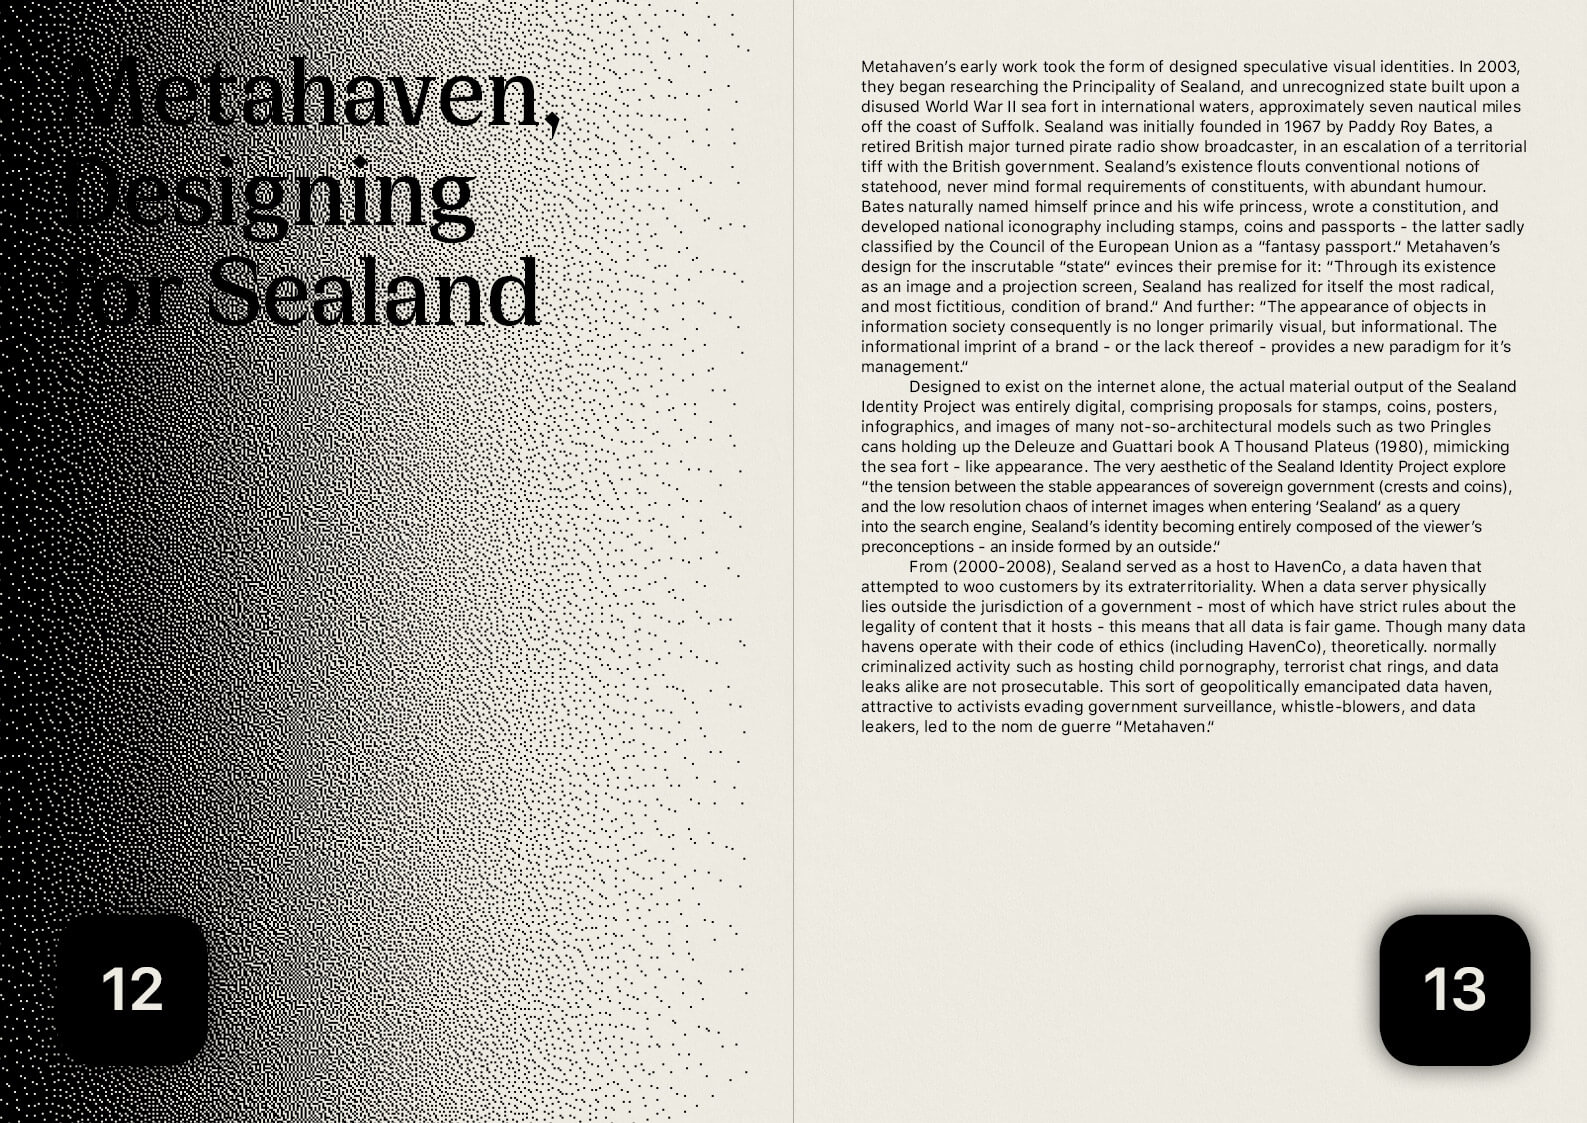 Metahaven,
Designing
for Sealand
12
Metahaven’s early work took the form of designed speculative visual identities. In 2003,
they began researching the Principality of Sealand, and unrecognized state built upon a
disused World War II sea fort in international waters, approximately seven nautical miles
off the coast of Suffolk. Sealand was initially founded in 1967 by Paddy Roy Bates, a
retired British major turned pirate radio show broadcaster, in an escalation of a territorial
tiff with the British government. Sealand’s existence flouts conventional notions of
statehood, never mind formal requirements of constituents, with abundant humour.
Bates naturally named himself prince and his wife princess, wrote a constitution, and
developed national iconography including stamps, coins and passports - the latter sadly
classified by the Council of the European Union as a “fantasy passport.“ Metahaven’s
design for the inscrutable “state“ evinces their premise for it: “Through its existence
as an image and a projection screen, Sealand has realized for itself the most radical,
and most fictitious, condition of brand.“ And further: “The appearance of objects in
information society consequently is no longer primarily visual, but informational. The
informational imprint of a brand - or the lack thereof - provides a new paradigm for it’s
management.“
Designed to exist on the internet alone, the actual material output of the Sealand
Identity Project was entirely digital, comprising proposals for stamps, coins, posters,
infographics, and images of many not-so-architectural models such as two Pringles
cans holding up the Deleuze and Guattari book A Thousand Plateus (1980), mimicking
the sea fort - like appearance. The very aesthetic of the Sealand Identity Project explore
“the tension between the stable appearances of sovereign government (crests and coins),
and the low resolution chaos of internet images when entering ‘Sealand‘ as a query
into the search engine, Sealand’s identity becoming entirely composed of the viewer’s
preconceptions - an inside formed by an outside.“
From (2000-2008), Sealand served as a host to HavenCo, a data haven that
attempted to woo customers by its extraterritoriality. When a data server physically
lies outside the jurisdiction of a government - most of which have strict rules about the
legality of content that it hosts - this means that all data is fair game. Though many data
havens operate with their code of ethics (including HavenCo), theoretically. normally
criminalized activity such as hosting child pornography, terrorist chat rings, and data
leaks alike are not prosecutable. This sort of geopolitically emancipated data haven,
attractive to activists evading government surveillance, whistle-blowers, and data
leakers, led to the nom de guerre “Metahaven.“
13